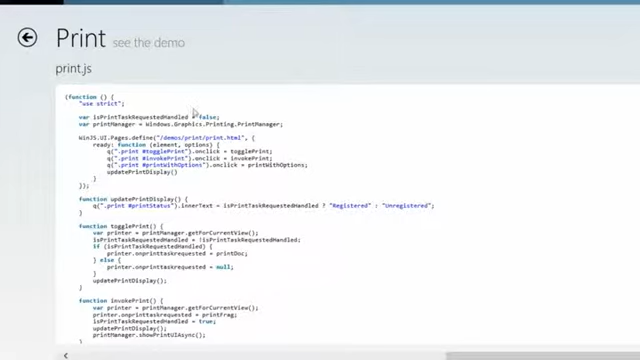 Print see the demo
print.js
(function () {
"use strict";
var isPrintTaskRequestedHandled = false;
var printManager = Windows.Graphics.Printing.PrintManager;
WinJS.UI.Pages.define("/demos/print/print.html", {
ready: function (element, options) {
q(".print #togglePrint").onclick = togglePrint;
q(".print #invokePrint").onclick = invokePrint;
q(".print #printWithOptions").onclick = printWithOptions;
updatePrintDisplay()
}
});
function updatePrintDisplay() {
q(".print #printStatus").innerText = isPrintTaskRequestedHandled ? "Registered" : "Unregistered";
}
function togglePrint() {
var printer = printManager.getForCurrentView();
isPrintTaskRequestedHandled = !isPrintTaskRequestedHandled;
if (isPrintTaskRequestedHandled) {
printer.onprinttaskrequested = printDoc;
} else {
printer.onprinttaskrequested = null;
}
updatePrintDisplay();
}
function invokePrint() {
var printer = printManager.getForCurrentView();
printer.onprinttaskrequested = printFrag;
isPrintTaskRequestedHandled = true;
updatePrintDisplay();
printManager.showPrintUIAsync();
}